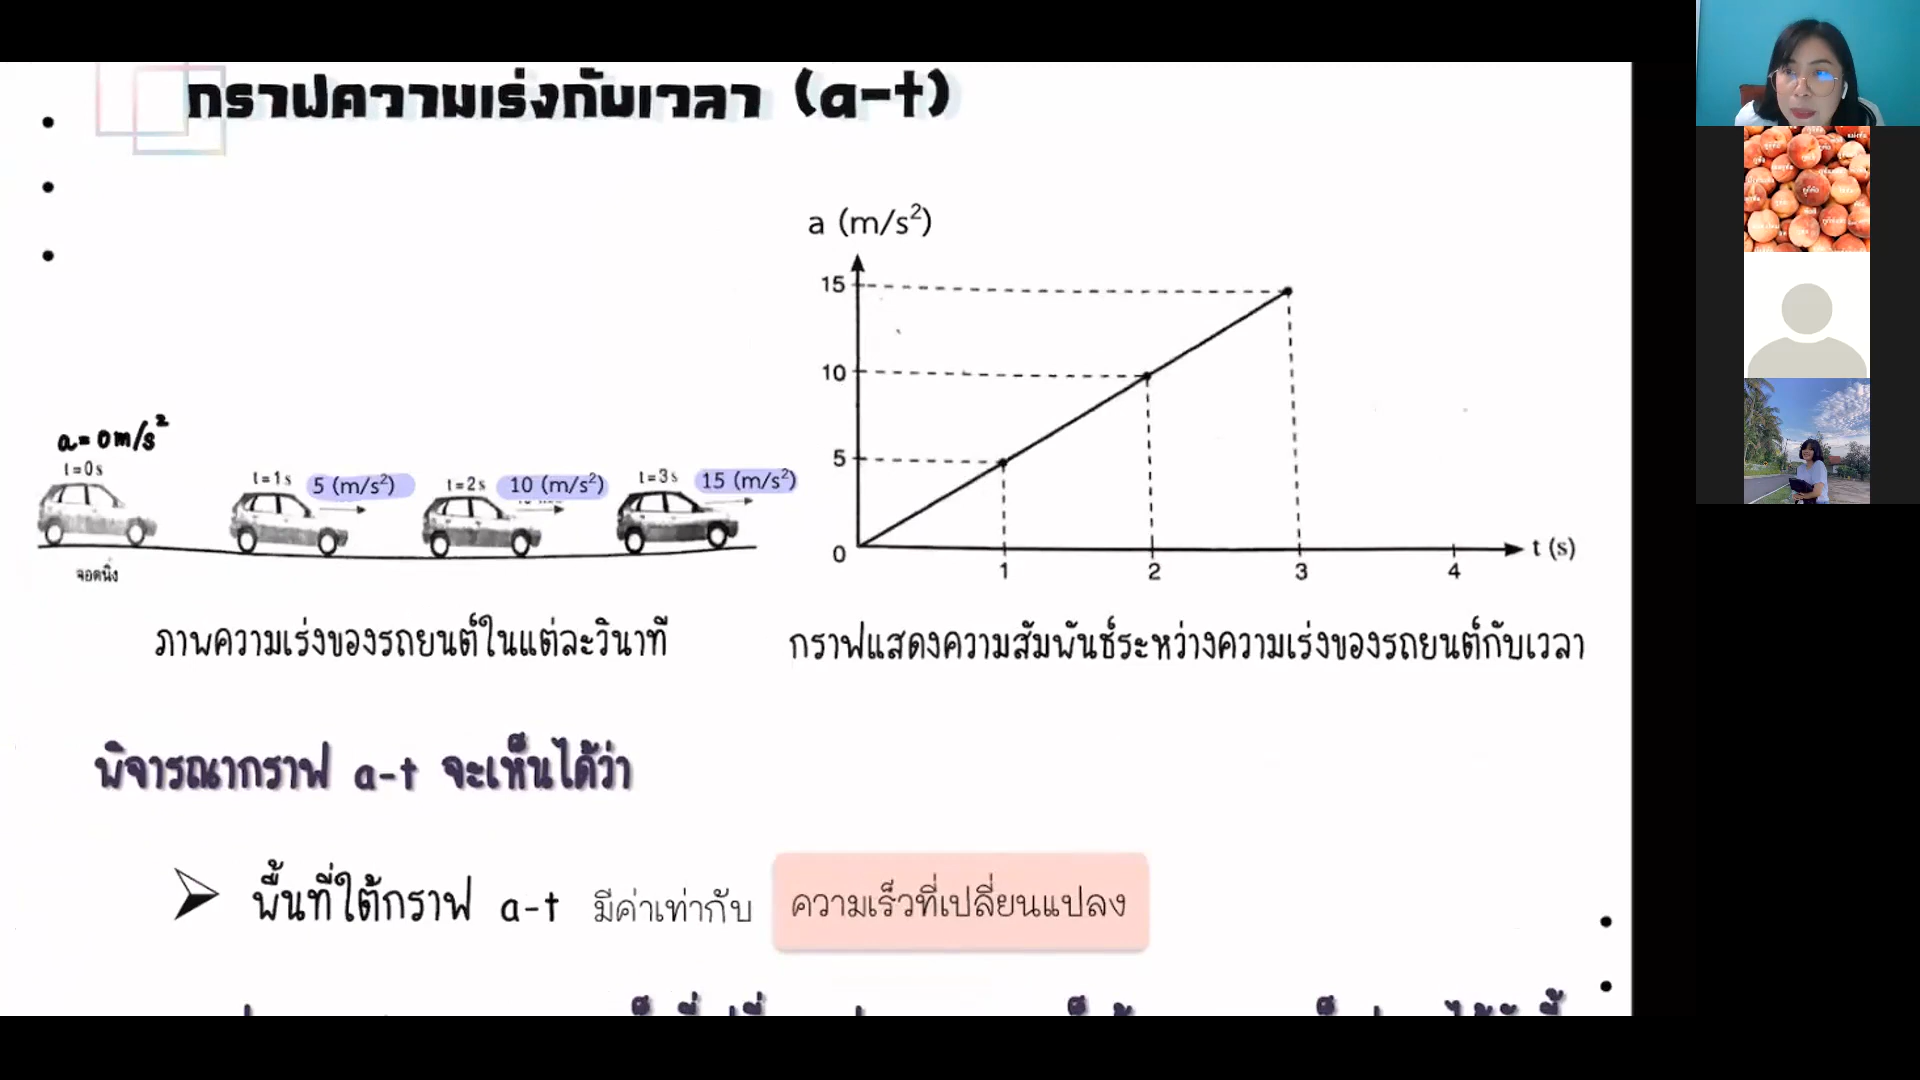 กราฟความเร่งกับเวลา (a-t)
a (m/s²)
15
10
5
0
1
2
3
4
t (s)
a = 0 m/s²
t=0s
t=1s 5 (m/s²)
t=2s 10 (m/s²)
t=3s 15 (m/s²)
จอดนิ่ง
ภาพความเร่งของรถยนต์ในแต่ละวินาที
กราฟแสดงความสัมพันธ์ระหว่างความเร่งของรถยนต์กับเวลา
พิจารณากราฟ a-t จะเห็นได้ว่า
พื้นที่ใต้กราฟ a-t มีค่าเท่ากับ ความเร็วที่เปลี่ยนแปลง